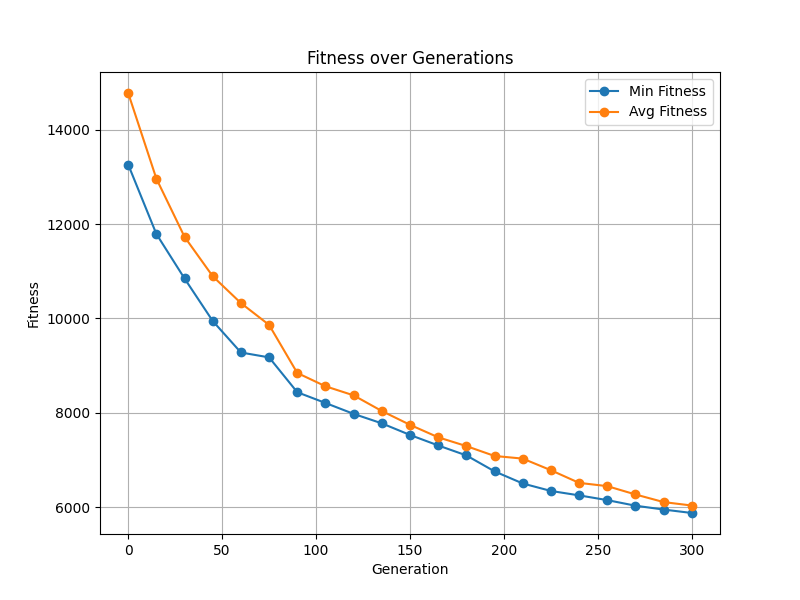 Fitness over Generations
Min Fitness
Avg Fitness
14000
12000
10000
8000
6000
Fitness
0 50 100 150 200 250 300
Generation